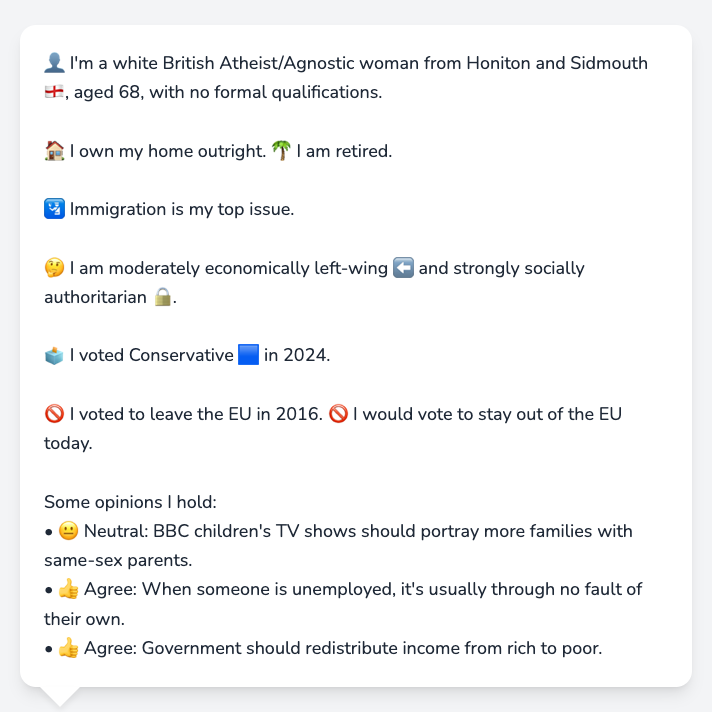 👤 I'm a white British Atheist/Agnostic woman from Honiton and Sidmouth
🏴󠁧󠁢󠁥󠁮󠁧󠁿, aged 68, with no formal qualifications.
🏠 I own my home outright. 🌴 I am retired.
🛂 Immigration is my top issue.
🤔 I am moderately economically left-wing ⬅️ and strongly socially
authoritarian 🔒.
🗳️ I voted Conservative 🟦 in 2024.
🚫 I voted to leave the EU in 2016. 🚫 I would vote to stay out of the EU
today.
Some opinions I hold:
• 😐 Neutral: BBC children's TV shows should portray more families with
same-sex parents.
• 👍 Agree: When someone is unemployed, it's usually through no fault of
their own.
• 👍 Agree: Government should redistribute income from rich to poor.